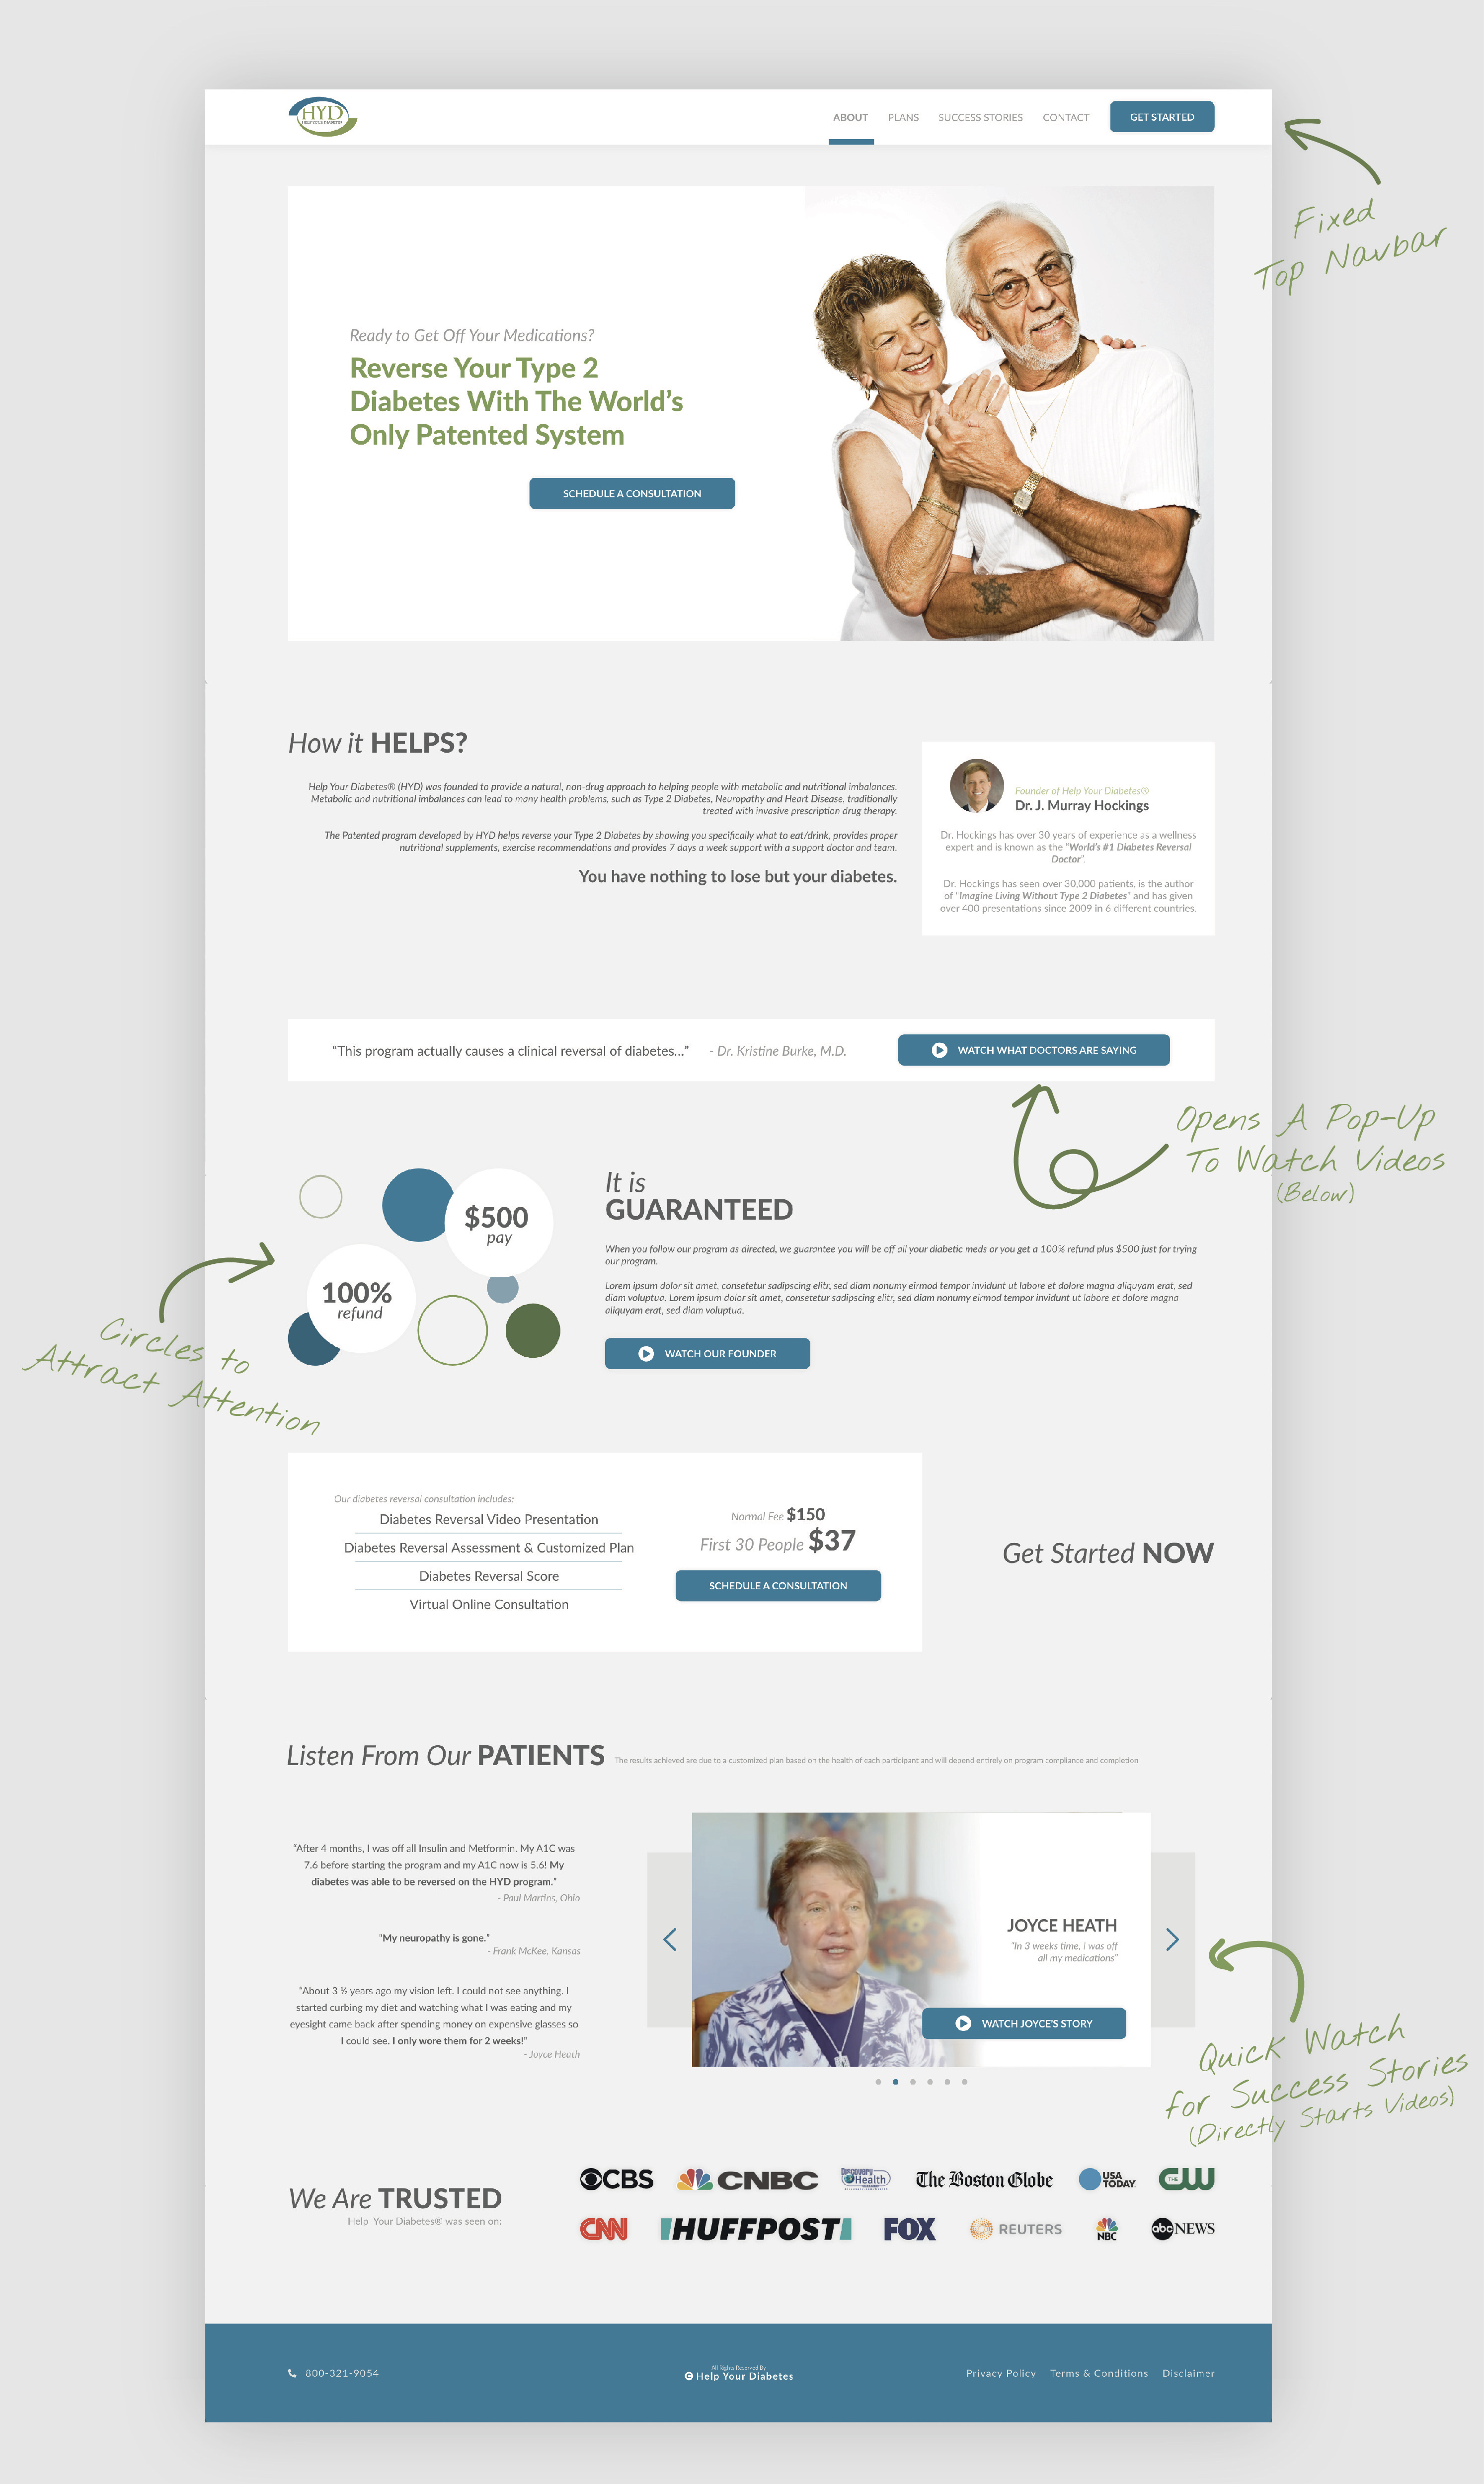 HYD
HELP YOUR DIABETES
ABOUT
PLANS
SUCCESS STORIES
CONTACT
GET STARTED
Fixed
Top Navbar
Ready to Get Off Your Medications?
Reverse Your Type 2
Diabetes With The World's
Only Patented System
SCHEDULE A CONSULTATION
How it HELPS?
Help Your Diabetes® (HYD) was founded to provide a natural, non-drug approach to helping people with metabolic and nutritional imbalances.
Metabolic and nutritional imbalances can lead to many health problems, such as Type 2 Diabetes, Neuropathy and Heart Disease, traditionally
treated with invasive prescription drug therapy.
The Patented program developed by HYD helps reverse your Type 2 Diabetes by showing you specifically what to eat/drink, provides proper
nutritional supplements, exercise recommendations and provides 7 days a week support with a support doctor and team.
You have nothing to lose but your diabetes.
Founder of Help Your Diabetes®
Dr. J. Murray Hockings
Dr. Hockings has over 30 years of experience as a wellness
expert and is known as the "World's #1 Diabetes Reversal
Doctor".
Dr. Hockings has seen over 30,000 patients, is the author
of "Imagine Living Without Type 2 Diabetes" and has given
over 400 presentations since 2009 in 6 different countries.
"This program actually causes a clinical reversal of diabetes..." - Dr. Kristine Burke, M.D.
WATCH WHAT DOCTORS ARE SAYING
Opens A Pop-Up
To Watch Videos
(Below)
$500
pay
100%
refund
Circles to
Attract Attention
It is
GUARANTEED
When you follow our program as directed, we guarantee you will be off all your diabetic meds or you get a 100% refund plus $500 just for trying
our program.
Lorem ipsum dolor sit amet, consetetur sadipscing elitr, sed diam nonumy eirmod tempor invidunt ut labore et dolore magna aliquyam erat, sed
diam voluptua. Lorem ipsum dolor sit amet, consetetur sadipscing elitr, sed diam nonumy eirmod tempor invidunt ut labore et dolore magna
aliquyam erat, sed diam voluptua.
WATCH OUR FOUNDER
Our diabetes reversal consultation includes:
Diabetes Reversal Video Presentation
Diabetes Reversal Assessment & Customized Plan
Diabetes Reversal Score
Virtual Online Consultation
Normal Fee $150
First 30 People $37
SCHEDULE A CONSULTATION
Get Started NOW
Listen From Our PATIENTS
The results achieved are due to a customized plan based on the health of each participant and will depend entirely on program compliance and completion
"After 4 months, I was off all Insulin and Metformin. My A1C was
7.6 before starting the program and my A1C now is 5.6! My
diabetes was able to be reversed on the HYD program."
- Paul Martins, Ohio
"My neuropathy is gone."
- Frank McKee, Kansas
"About 3 ½ years ago my vision left. I could not see anything. I
started curbing my diet and watching what I was eating and my
eyesight came back after spending money on expensive glasses so
I could see. I only wore them for 2 weeks!"
- Joyce Heath
JOYCE HEATH
"In 3 weeks time, I was off
all my medications"
WATCH JOYCE'S STORY
Quick Watch
for Success Stories
(Directly Starts Videos)
We Are TRUSTED
Help Your Diabetes® was seen on:
CBS
CNBC
Discovery
Health
The Boston Globe
USA
TODAY
THE
CW
CNN
HUFFPOST
FOX
REUTERS
NBC
abc NEWS
800-321-9054
All Rights Reserved By
Help Your Diabetes
Privacy Policy
Terms & Conditions
Disclaimer